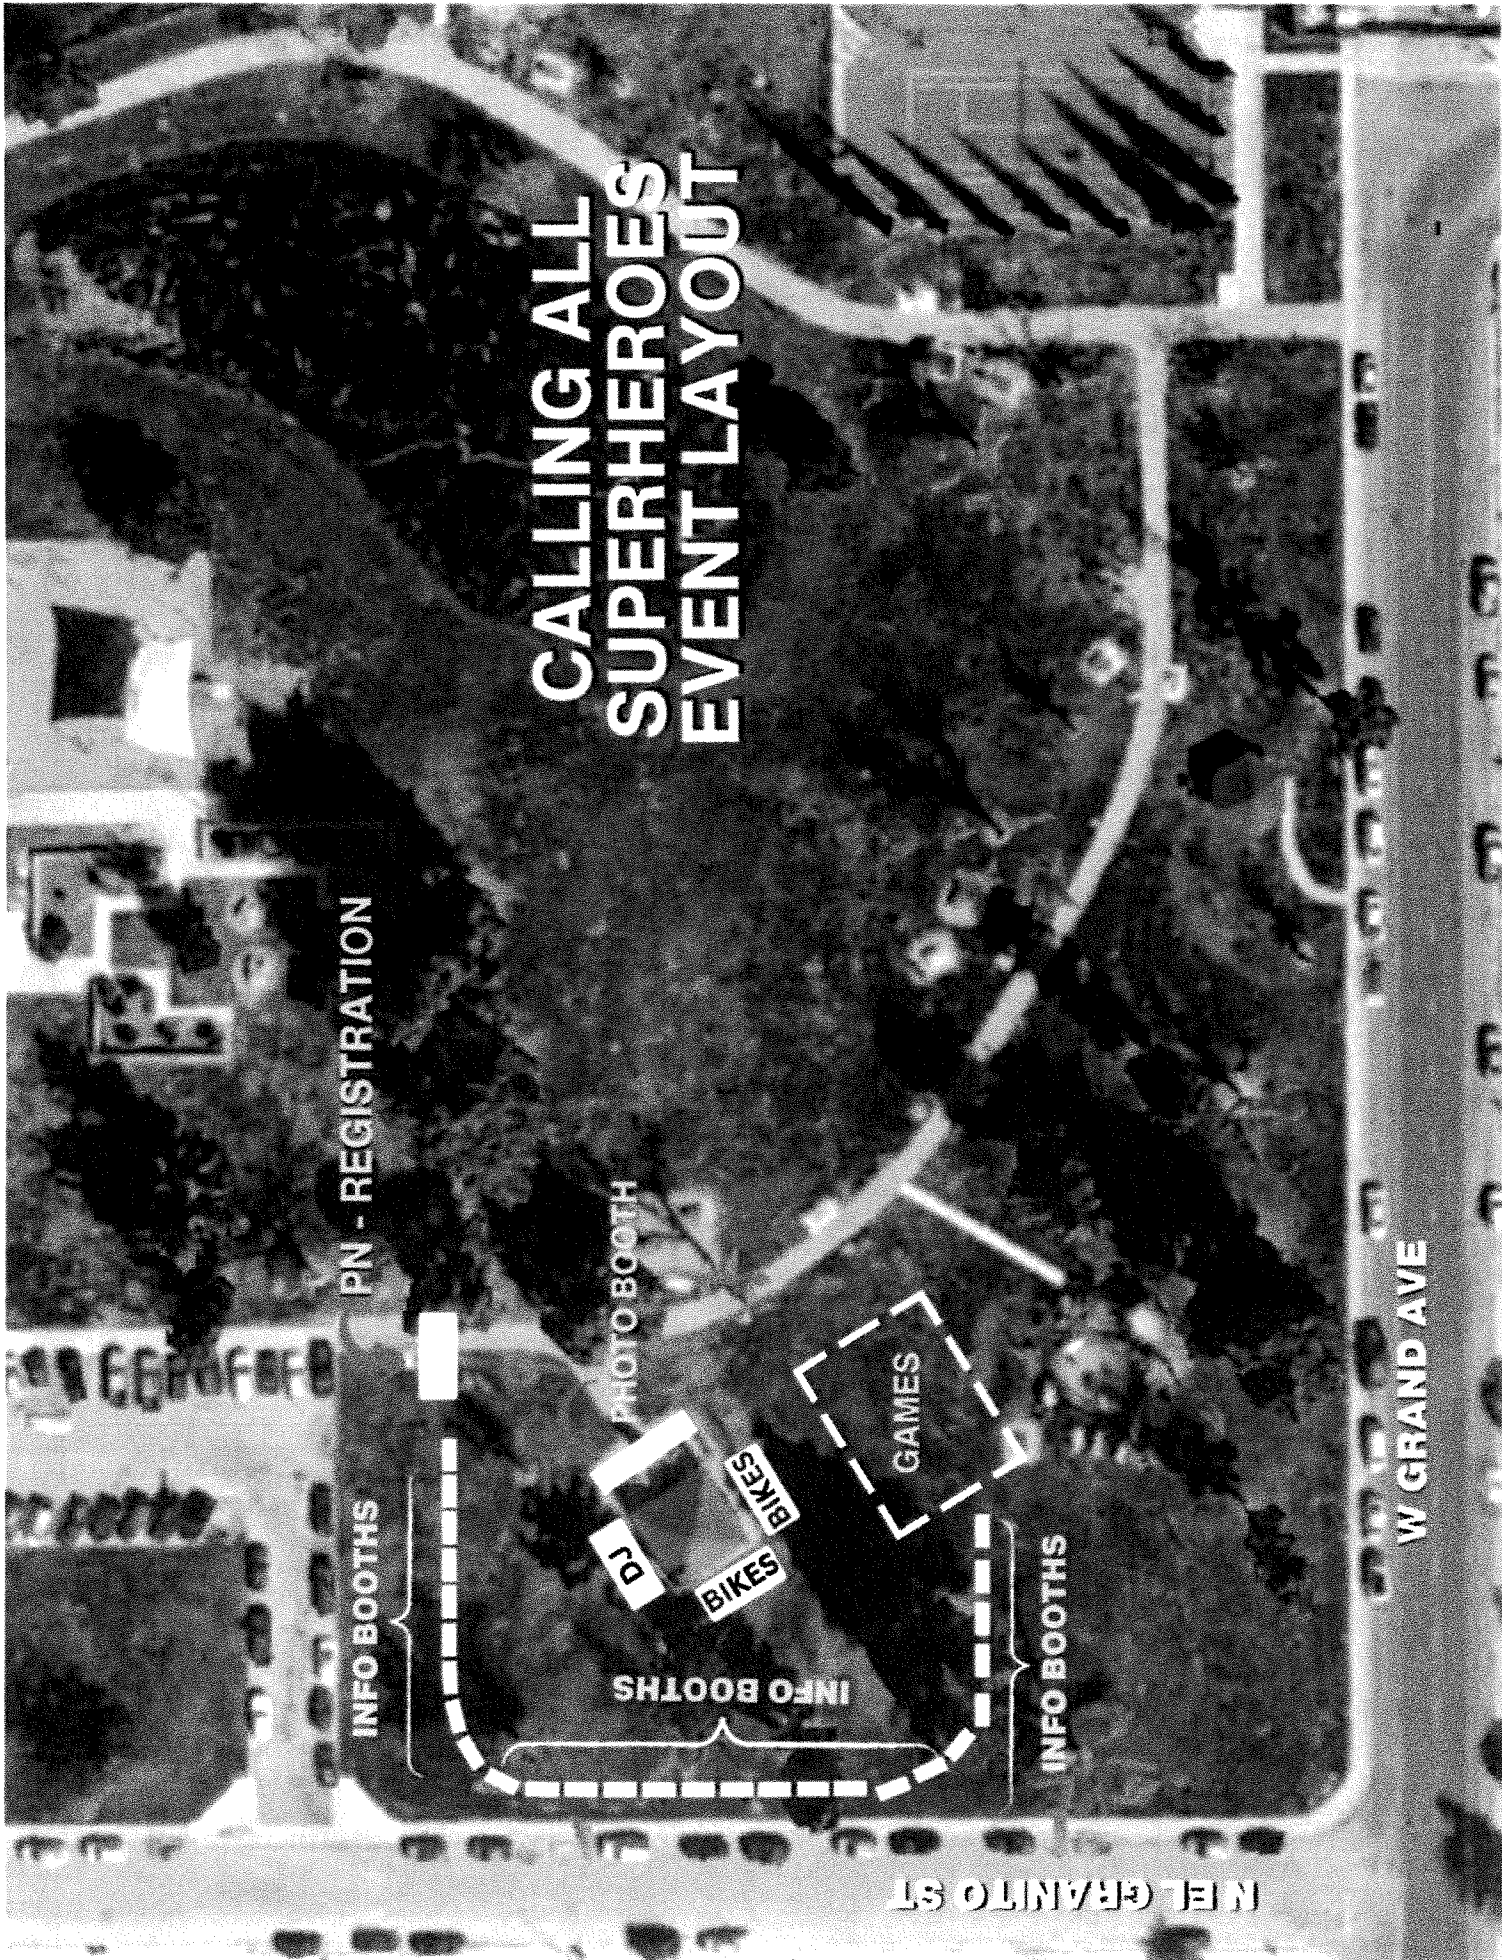 CALLING ALL
SUPERHEROES
EVENT LAYOUT
PN - REGISTRATION
PHOTO BOOTH
INFO BOOTHS
DJ
BIKES
BIKES
GAMES
INFO BOOTHS
INFO BOOTHS
N EL GRANITO ST
W GRAND AVE